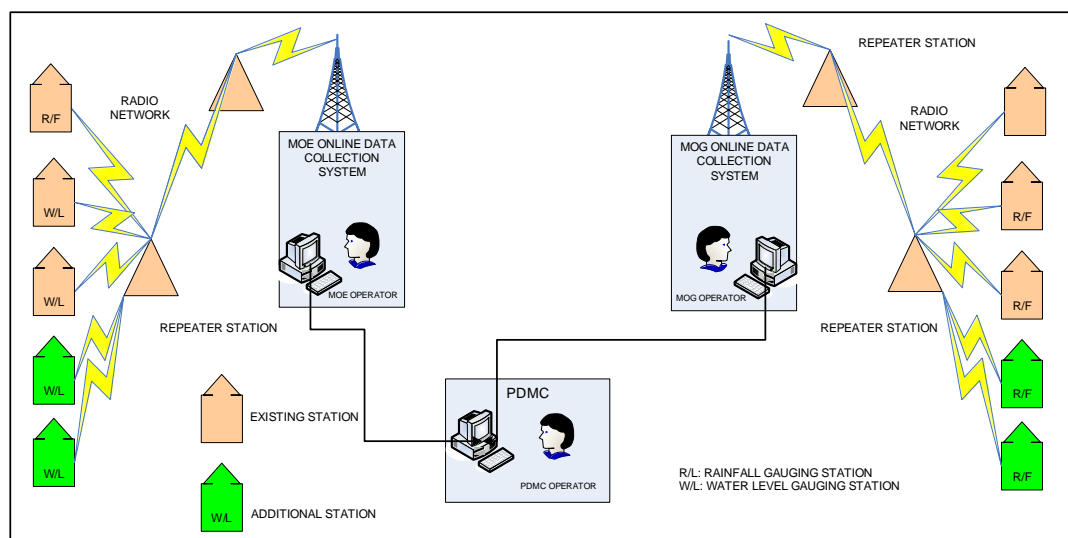 REPEATER STATION
RADIO
NETWORK
RADIO
NETWORK
R/F
MOE ONLINE DATA
COLLECTION
SYSTEM
MOG ONLINE DATA
COLLECTION
SYSTEM
W/L
R/F
W/L
R/F
MOE OPERATOR
MOG OPERATOR
REPEATER STATION
REPEATER STATION
W/L
R/F
PDMC
EXISTING STATION
W/L
R/F
PDMC OPERATOR
R/L: RAINFALL GAUGING STATION
W/L: WATER LEVEL GAUGING STATION
W/L
ADDITIONAL STATION